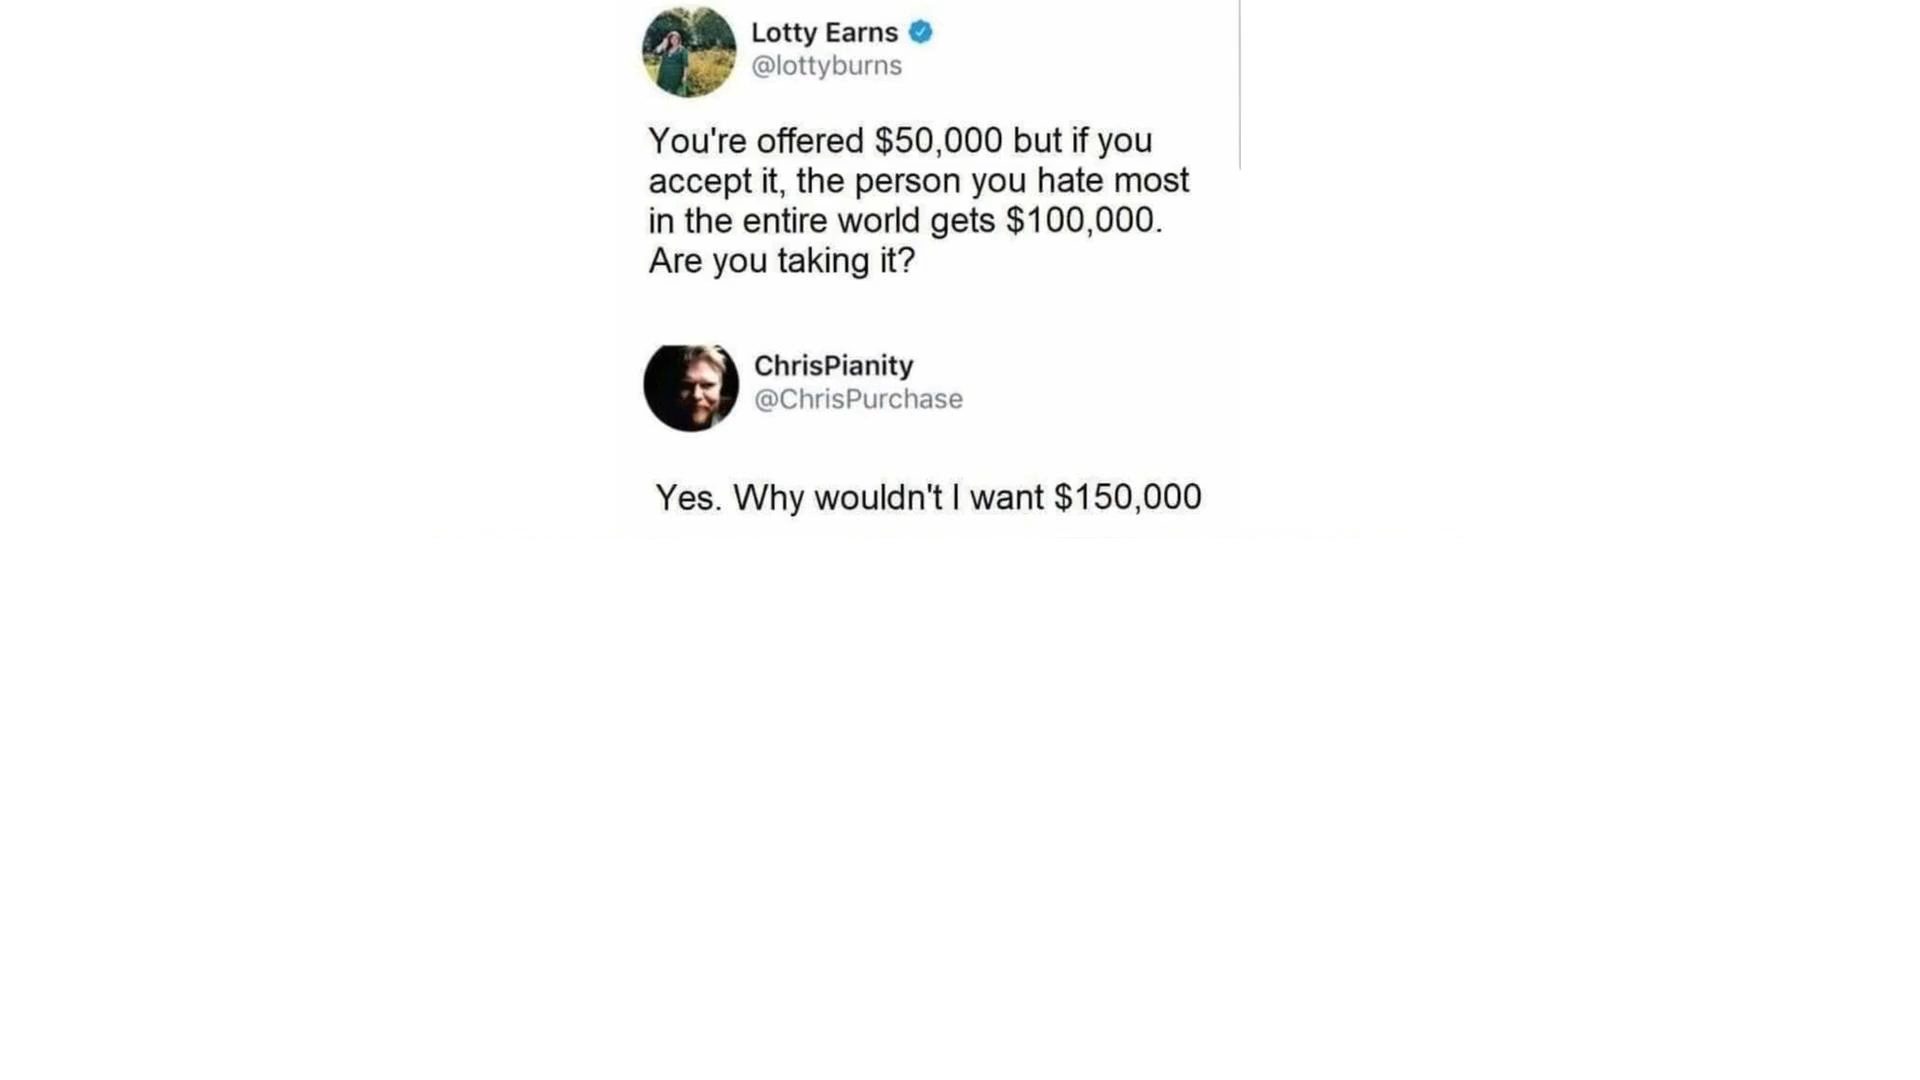 Lotty Earns
@lottyburns
You're offered $50,000 but if you
accept it, the person you hate most
in the entire world gets $100,000.
Are you taking it?
ChrisPianity
@ChrisPurchase
Yes. Why wouldn't I want $150,000